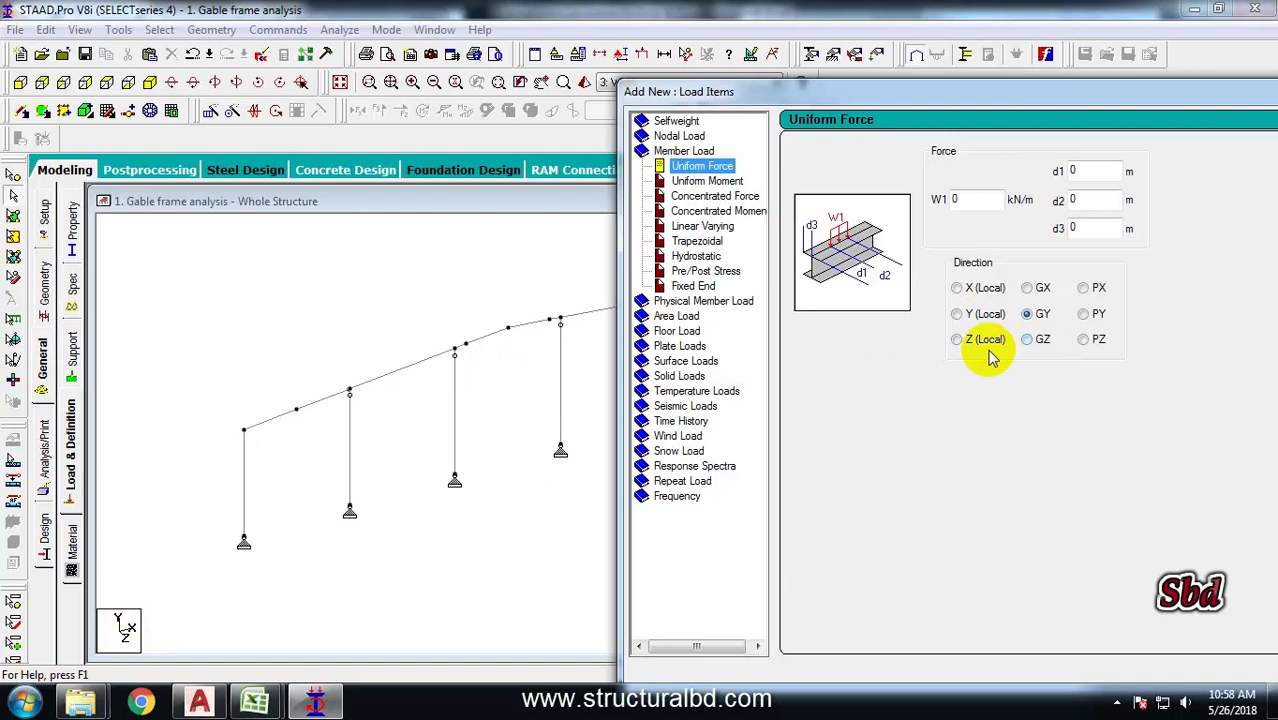 STAAD.Pro V8i (SELECTseries 4) - 1. Gable frame analysis
File Edit View Tools Select Geometry Commands Analyze Mode Window Help
3: W
Modeling Postprocessing Steel Design Concrete Design Foundation Design RAM Connecti
1. Gable frame analysis - Whole Structure
Setup
Geometry
General
Analysis/Print
Design
Property
Spec
Support
Load & Definition
Material
Y
X
Z
Add New : Load Items
Selfweight
Nodal Load
Member Load
Uniform Force
Uniform Moment
Concentrated Force
Concentrated Momen
Linear Varying
Trapezoidal
Hydrostatic
Pre/Post Stress
Fixed End
Physical Member Load
Area Load
Floor Load
Plate Loads
Surface Loads
Solid Loads
Temperature Loads
Seismic Loads
Time History
Wind Load
Snow Load
Response Spectra
Repeat Load
Frequency
Uniform Force
W1
d3
d1
d2
Force
d1 0 m
W1 0 kN/m d2 0 m
d3 0 m
Direction
X (Local) GX PX
Y (Local) GY PY
Z (Local) GZ PZ
Sbd
For Help, press F1
www.structuralbd.com
10:58 AM
5/26/2018